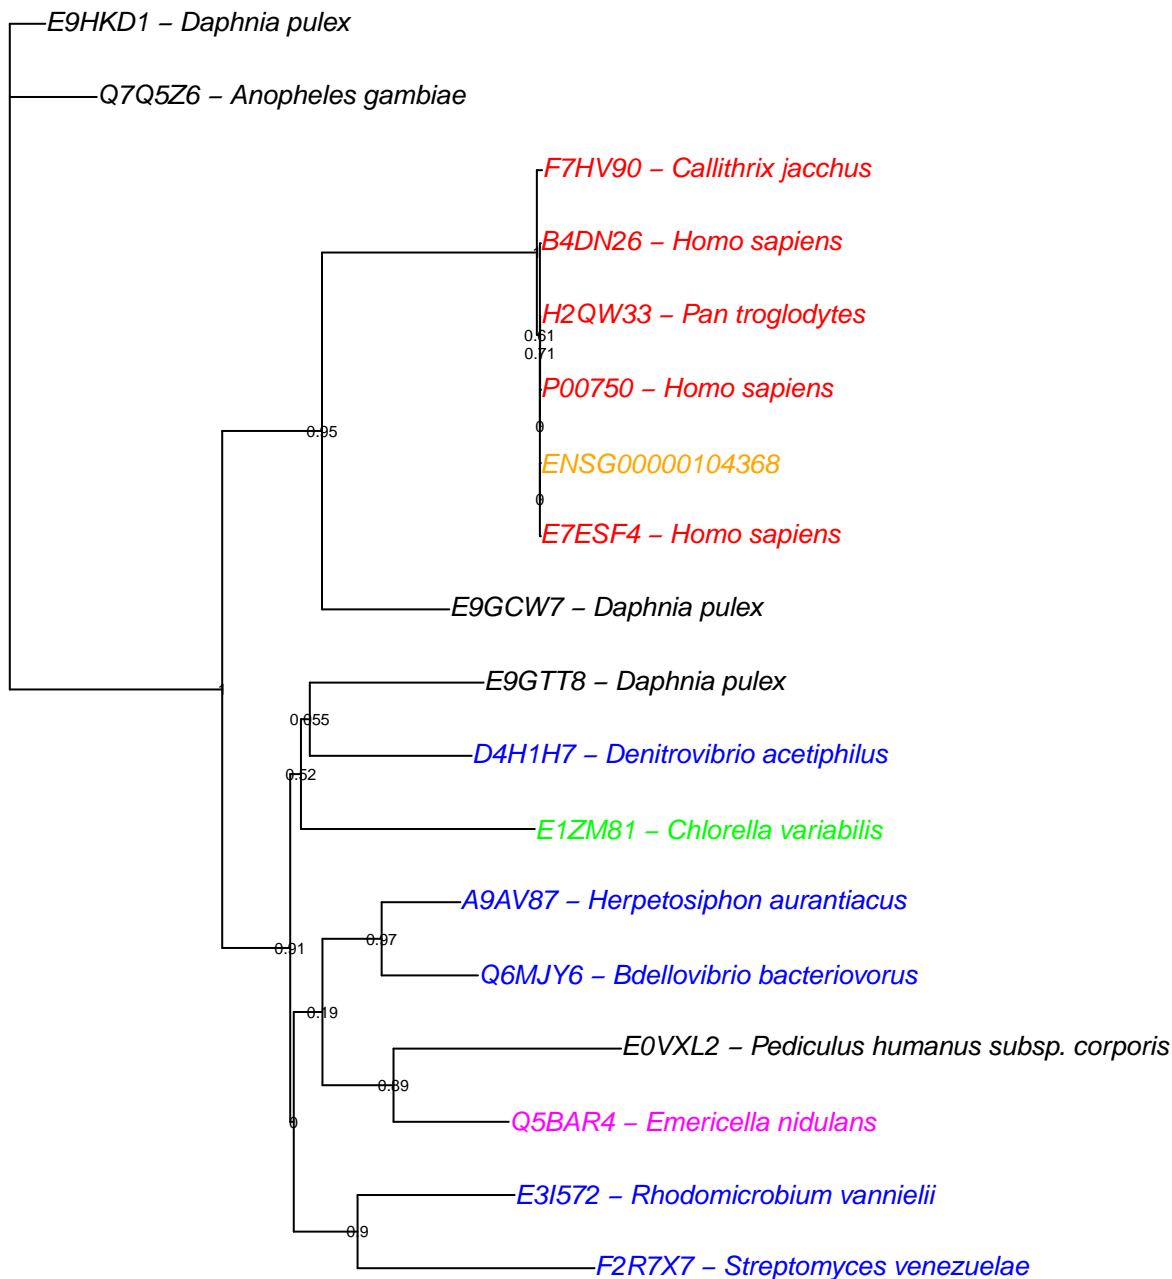 E9HKD1 – Daphnia pulex
Q7Q5Z6 – Anopheles gambiae
F7HV90 – Callithrix jacchus
B4DN26 – Homo sapiens
1
H2QW33 – Pan troglodytes
0.61
0.71
P00750 – Homo sapiens
0
0.95
ENSG00000104368
0
E7ESF4 – Homo sapiens
E9GCW7 – Daphnia pulex
E9GTT8 – Daphnia pulex
1
0.055
D4H1H7 – Denitrovibrio acetiphilus
0.52
E1ZM81 – Chlorella variabilis
A9AV87 – Herpetosiphon aurantiacus
0.97
0.91
Q6MJY6 – Bdellovibrio bacteriovorus
0.19
E0VXL2 – Pediculus humanus subsp. corporis
0.89
Q5BAR4 – Emericella nidulans
0
E3I572 – Rhodomicrobium vannielii
0.9
F2R7X7 – Streptomyces venezuelae